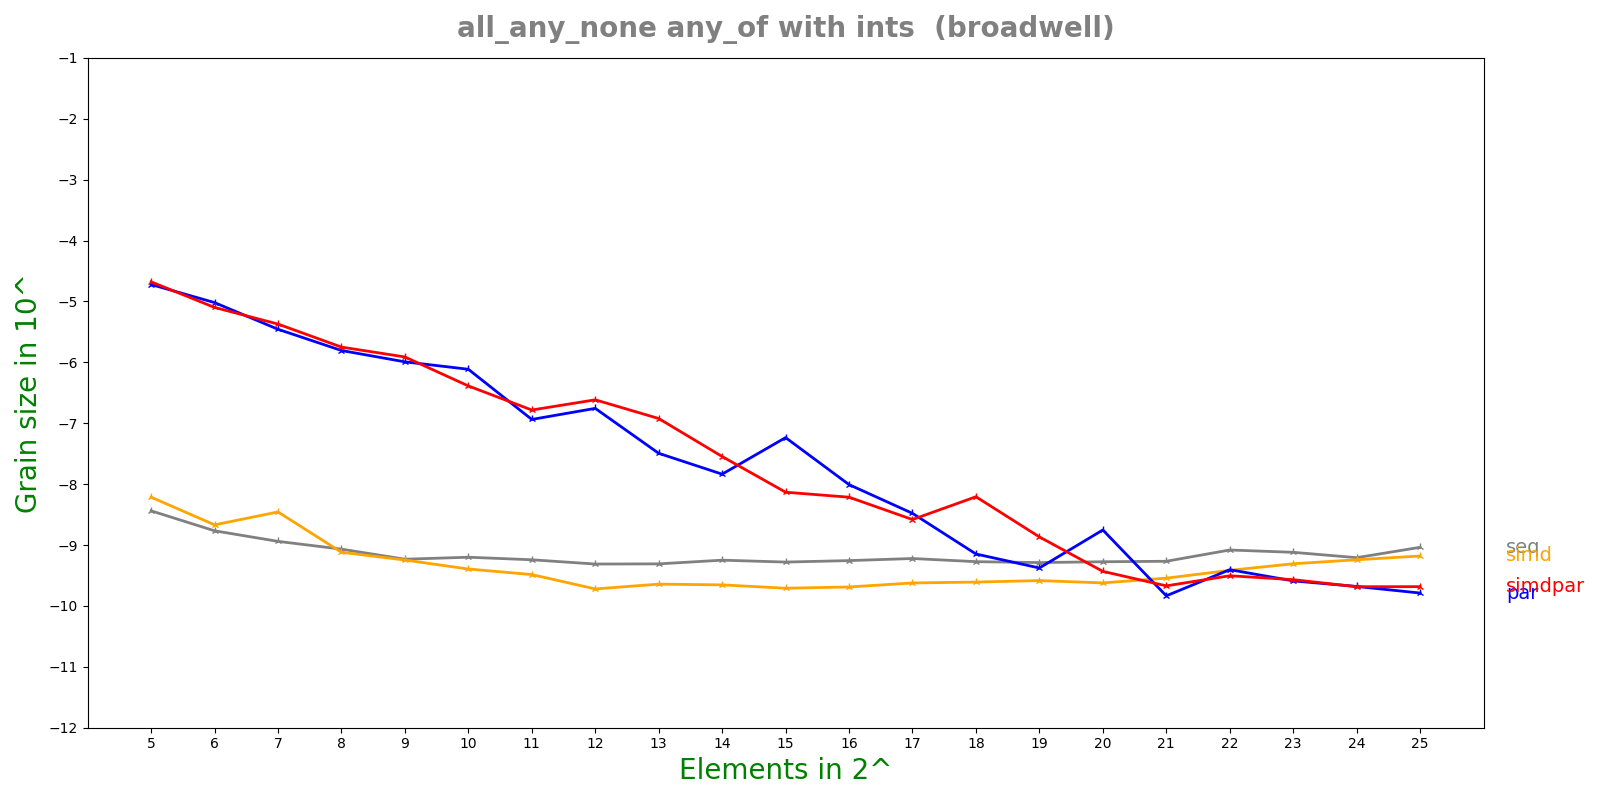 all_any_none any_of with ints  (broadwell)
−1
−2
−3
−4
−5
−6
−7
−8
−9
−10
−11
−12
Grain size in 10^
5 6 7 8 9 10 11 12 13 14 15 16 17 18 19 20 21 22 23 24 25
Elements in 2^
seq
simd
simdpar
par